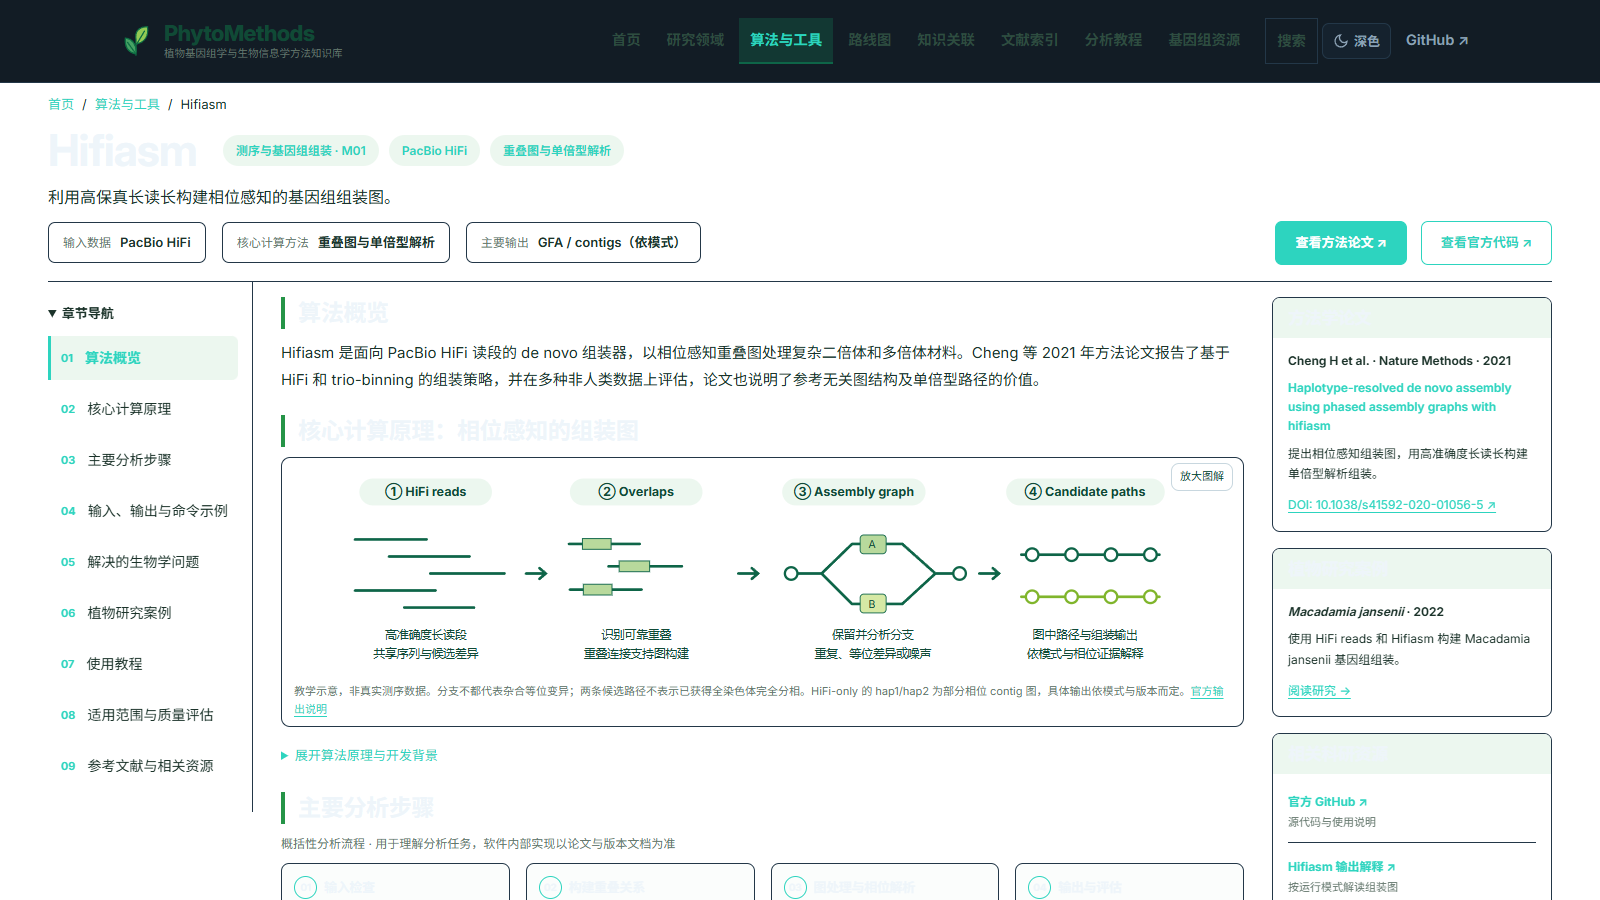 PhytoMethods
植物基因组学与生物信息学方法知识库
首页 研究领域 算法与工具 路线图 知识关联 文献索引 分析教程 基因组资源 搜索 深色 GitHub ↗
首页 / 算法与工具 / Hifiasm
Hifiasm 测序与基因组组装 · M01 PacBio HiFi 重叠图与单倍型解析
利用高保真长读长构建相位感知的基因组组装图。
输入数据 PacBio HiFi 核心计算方法 重叠图与单倍型解析 主要输出 GFA / contigs（依模式） 查看方法论文 ↗ 查看官方代码 ↗
▼ 章节导航
01 算法概览
02 核心计算原理
03 主要分析步骤
04 输入、输出与命令示例
05 解决的生物学问题
06 植物研究案例
07 使用教程
08 适用范围与质量评估
09 参考文献与相关资源
算法概览
Hifiasm 是面向 PacBio HiFi 读段的 de novo 组装器，以相位感知重叠图处理复杂二倍体和多倍体材料。Cheng 等 2021 年方法论文报告了基于
HiFi 和 trio-binning 的组装策略，并在多种非人类数据上评估，论文也说明了参考无关图结构及单倍型路径的价值。
核心计算原理：相位感知的组装图
放大图解
① HiFi reads ② Overlaps ③ Assembly graph ④ Candidate paths
A
B
高准确度长读段 识别可靠重叠 保留并分析分支 图中路径与组装输出
共享序列与候选差异 重叠连接支持图构建 重复、等位差异或噪声 依模式与相位证据解释
教学示意，非真实测序数据。分支不都代表杂合等位变异；两条候选路径不表示已获得全染色体完全分相。HiFi-only 的 hap1/hap2 为部分相位 contig 图，具体输出依模式与版本而定。官方输
出说明
▶ 展开算法原理与开发背景
主要分析步骤
概括性分析流程 · 用于理解分析任务，软件内部实现以论文与版本文档为准
01 输入检查 02 构建重叠关系 03 图处理与相位解析 04 输出与评估
Cheng H et al. · Nature Methods · 2021
Haplotype-resolved de novo assembly
using phased assembly graphs with
hifiasm
提出相位感知组装图，用高准确度长读长构建
单倍型解析组装。
DOI: 10.1038/s41592-020-01056-5 ↗
Macadamia jansenii · 2022
使用 HiFi reads 和 Hifiasm 构建 Macadamia
jansenii 基因组组装。
阅读研究 →
官方 GitHub ↗
源代码与使用说明
Hifiasm 输出解释 ↗
按运行模式解读组装图